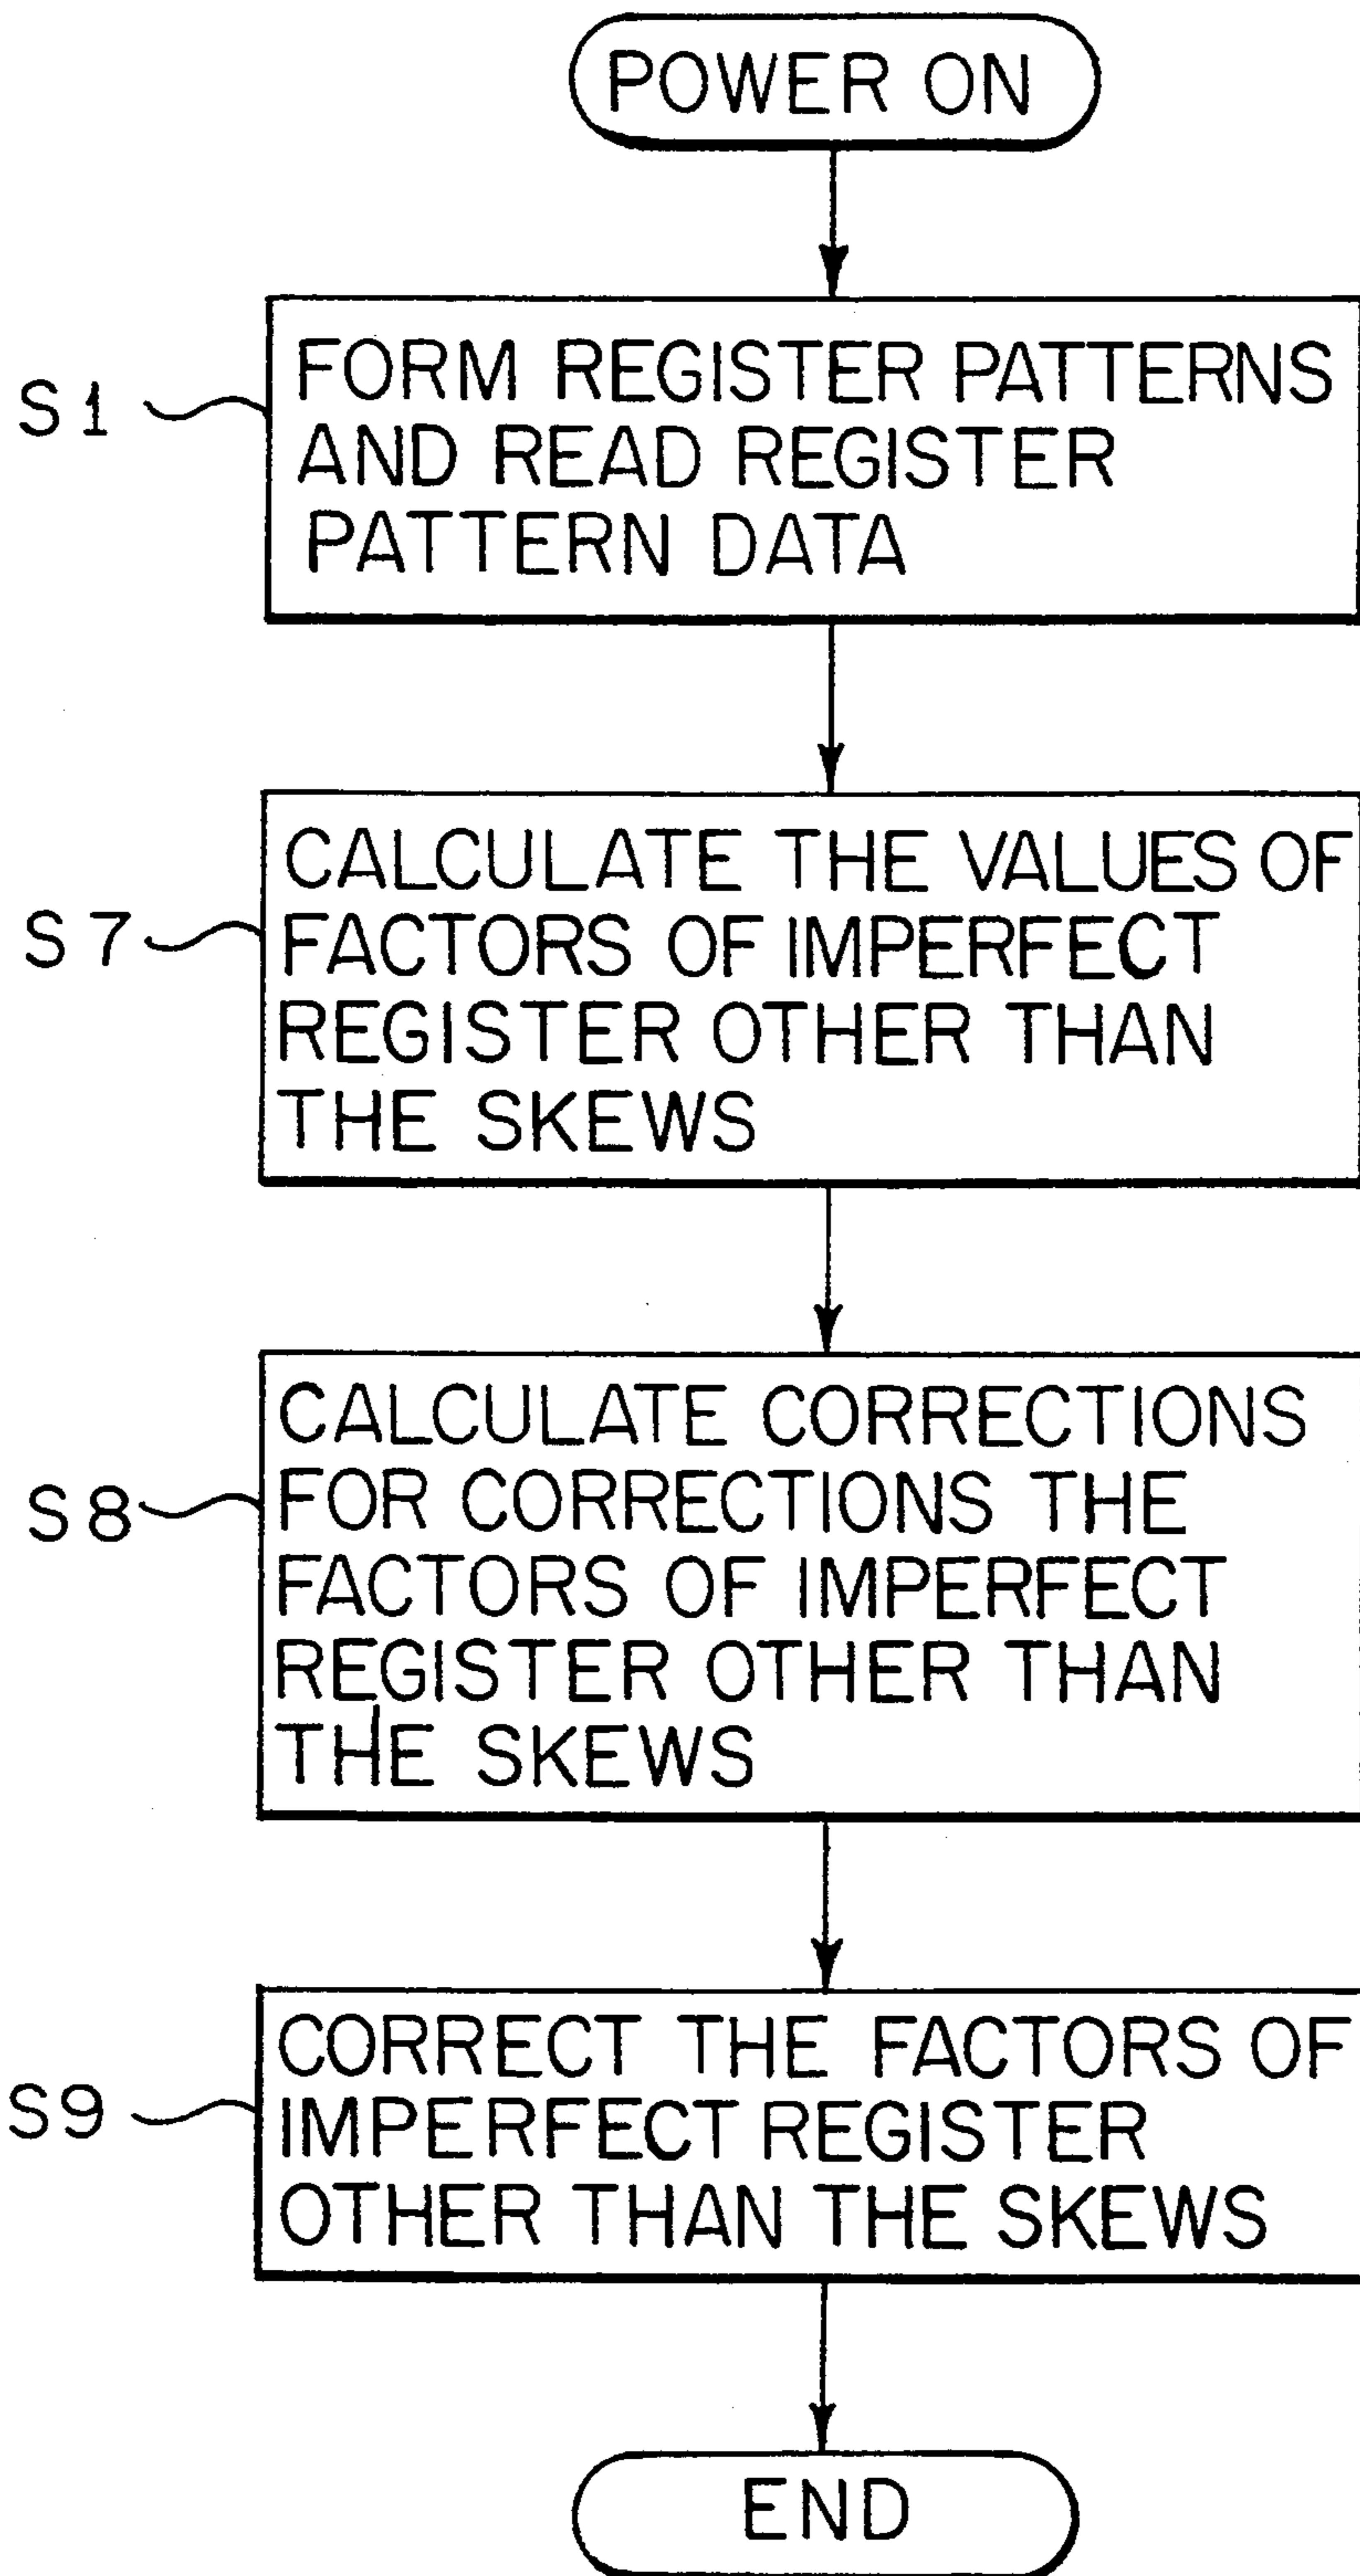 POWER ON
S1
FORM REGISTER PATTERNS
AND READ REGISTER
PATTERN DATA
S7
CALCULATE THE VALUES OF
FACTORS OF IMPERFECT
REGISTER OTHER THAN
THE SKEWS
S8
CALCULATE CORRECTIONS
FOR CORRECTIONS THE
FACTORS OF IMPERFECT
REGISTER OTHER THAN
THE SKEWS
S9
CORRECT THE FACTORS OF
IMPERFECT REGISTER
OTHER THAN THE SKEWS
END